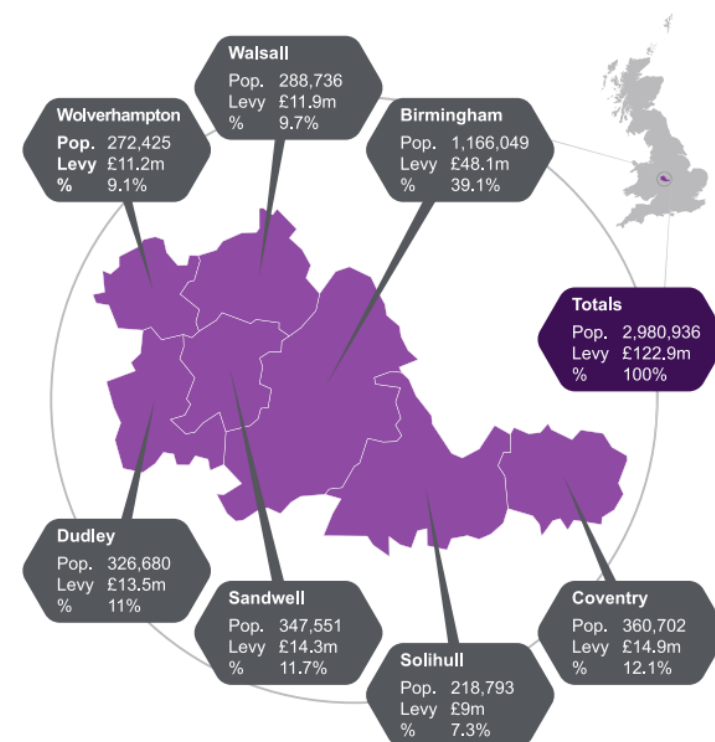 Walsall
Pop. 288,736
Levy £11.9m
% 9.7%
Wolverhampton
Pop. 272,425
Levy £11.2m
% 9.1%
Birmingham
Pop. 1,166,049
Levy £48.1m
% 39.1%
Totals
Pop. 2,980,936
Levy £122.9m
% 100%
Dudley
Pop. 326,680
Levy £13.5m
% 11%
Sandwell
Pop. 347,551
Levy £14.3m
% 11.7%
Solihull
Pop. 218,793
Levy £9m
% 7.3%
Coventry
Pop. 360,702
Levy £14.9m
% 12.1%